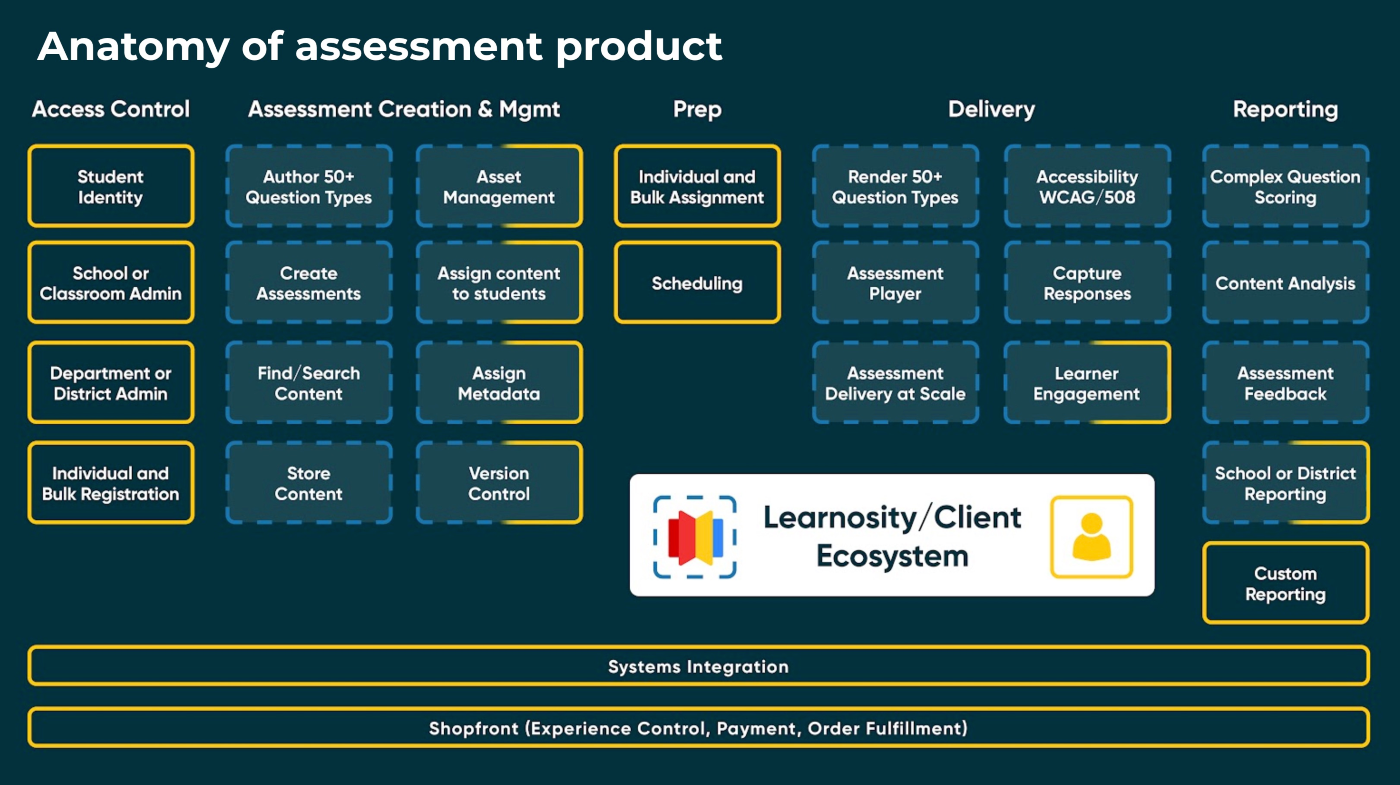 Anatomy of assessment product
Access Control
Assessment Creation & Mgmt
Prep
Delivery
Reporting
Student
Identity
School or
Classroom Admin
Department or
District Admin
Individual and
Bulk Registration
Author 50+
Question Types
Create
Assessments
Find/Search
Content
Store
Content
Asset
Management
Assign content
to students
Assign
Metadata
Version
Control
Individual and
Bulk Assignment
Scheduling
Render 50+
Question Types
Assessment
Player
Assessment
Delivery at Scale
Accessibility
WCAG/508
Capture
Responses
Learner
Engagement
Complex Question
Scoring
Content Analysis
Assessment
Feedback
School or District
Reporting
Custom
Reporting
Learnosity/Client
Ecosystem
Systems Integration
Shopfront (Experience Control, Payment, Order Fulfillment)